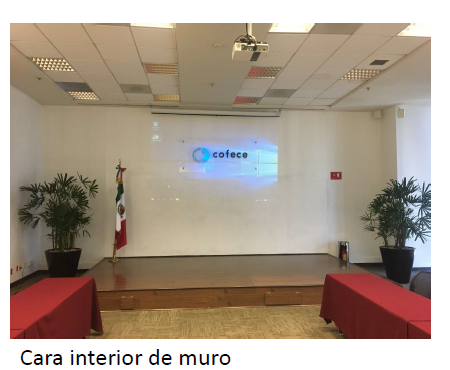 cofece
Cara interior de muro